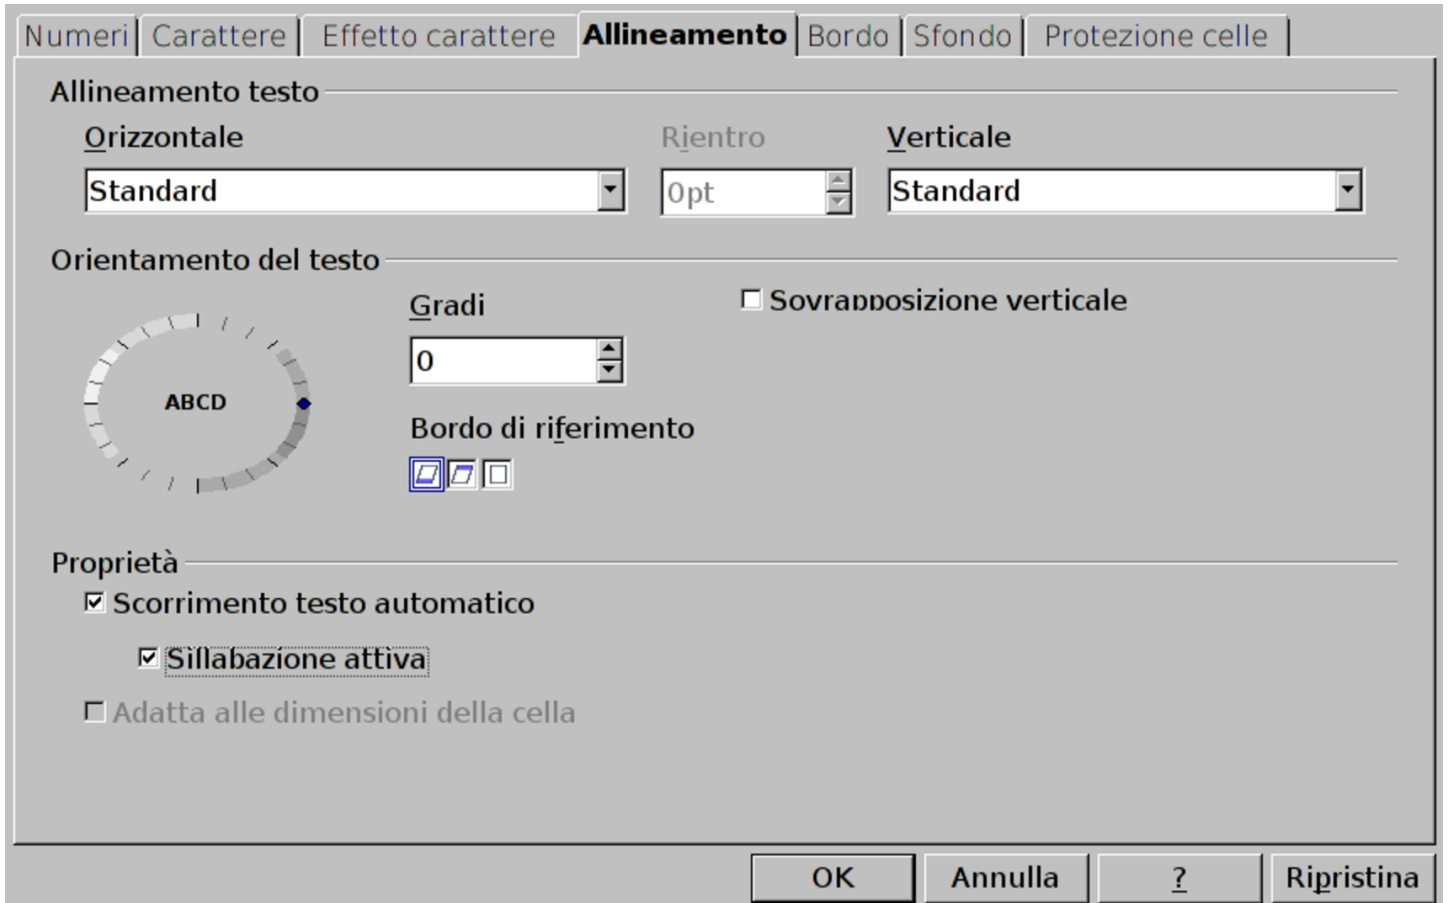 Numeri Carattere Effetto carattere Allineamento Bordo Sfondo Protezione celle
Allineamento testo
Orizzontale Rientro Verticale
Standard 0pt Standard
Orientamento del testo
Gradi Sovrapposizione verticale
0
ABCD
Bordo di riferimento
Proprietà
Scorrimento testo automatico
Sillabazione attiva
Adatta alle dimensioni della cella
OK Annulla ? Ripristina